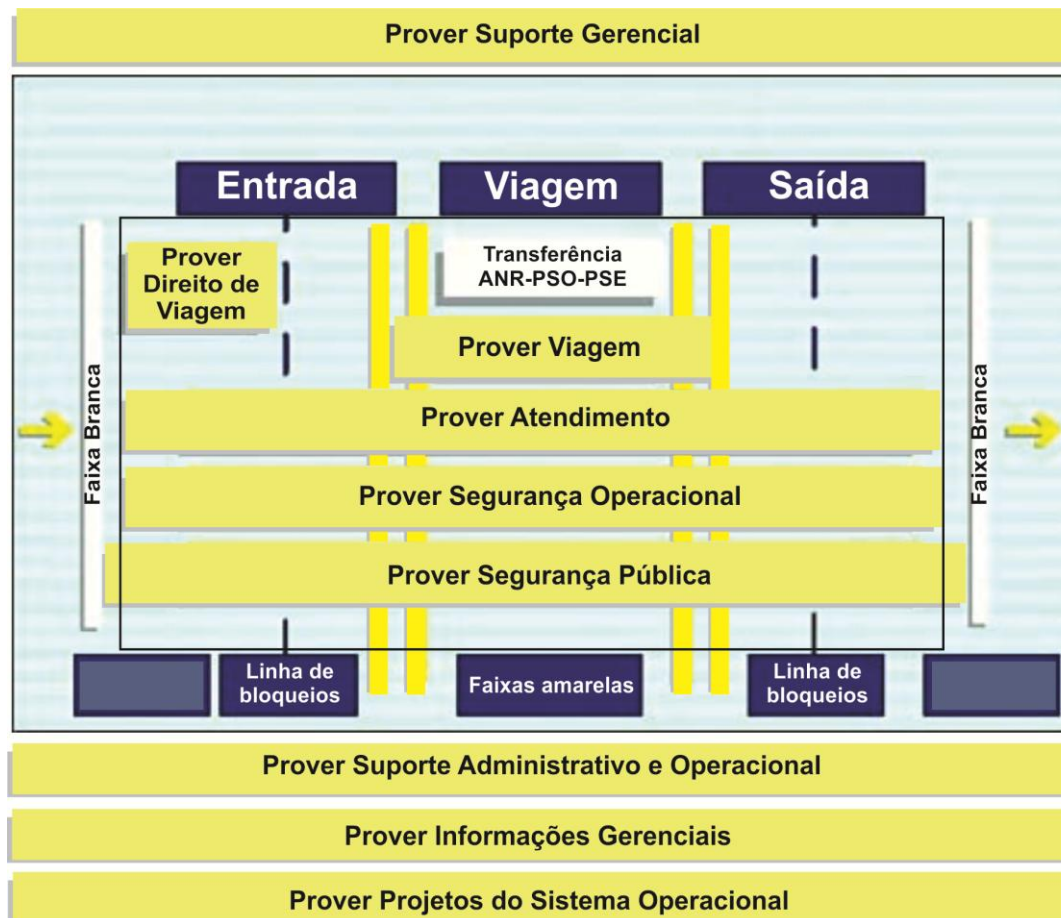 Prover Suporte Gerencial
Entrada
Viagem
Saída
Prover
Direito de
Viagem
Transferência
ANR-PSO-PSE
Prover Viagem
Prover Atendimento
Faixa Branca
Faixa Branca
Prover Segurança Operacional
Prover Segurança Pública
Linha de
bloqueios
Faixas amarelas
Linha de
bloqueios
Prover Suporte Administrativo e Operacional
Prover Informações Gerenciais
Prover Projetos do Sistema Operacional